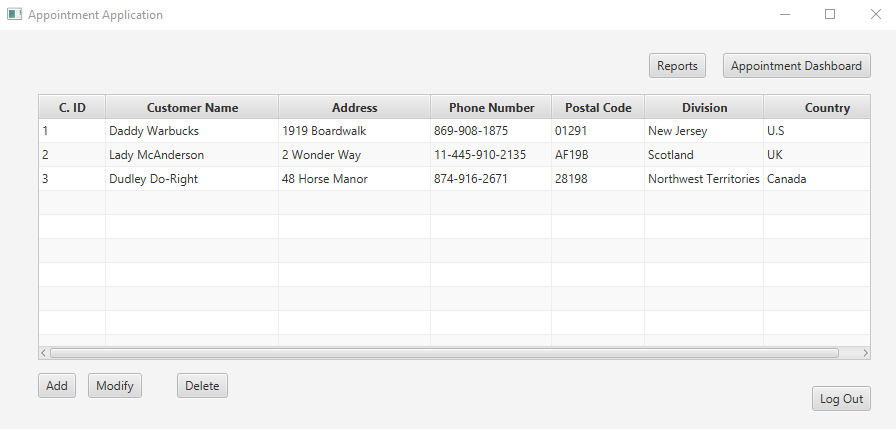 Appointment Application
Reports Appointment Dashboard
C. ID Customer Name Address Phone Number Postal Code Division Country
1 Daddy Warbucks 1919 Boardwalk 869-908-1875 01291 New Jersey U.S
2 Lady McAnderson 2 Wonder Way 11-445-910-2135 AF19B Scotland UK
3 Dudley Do-Right 48 Horse Manor 874-916-2671 28198 Northwest Territories Canada
Add Modify Delete
Log Out